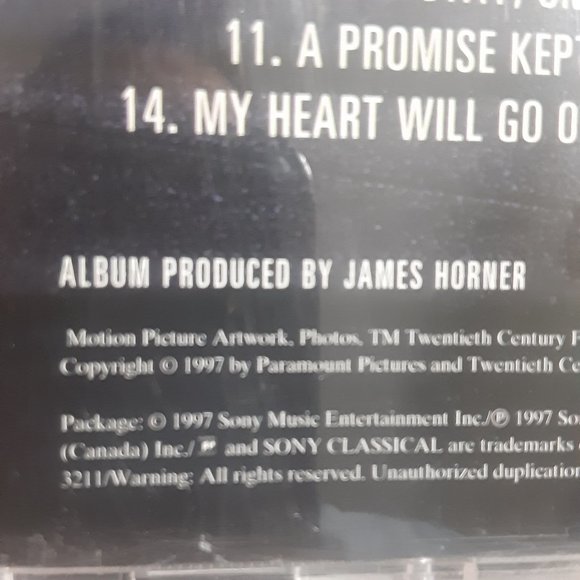 11. A PROMISE KEPT
14. MY HEART WILL GO O
ALBUM PRODUCED BY JAMES HORNER
Motion Picture Artwork, Photos, TM Twentieth Century F
Copyright © 1997 by Paramount Pictures and Twentieth Ce
Package: © 1997 Sony Music Entertainment Inc./℗ 1997 So
(Canada) Inc./ and SONY CLASSICAL are trademarks
3211/Warning: All rights reserved. Unauthorized duplication